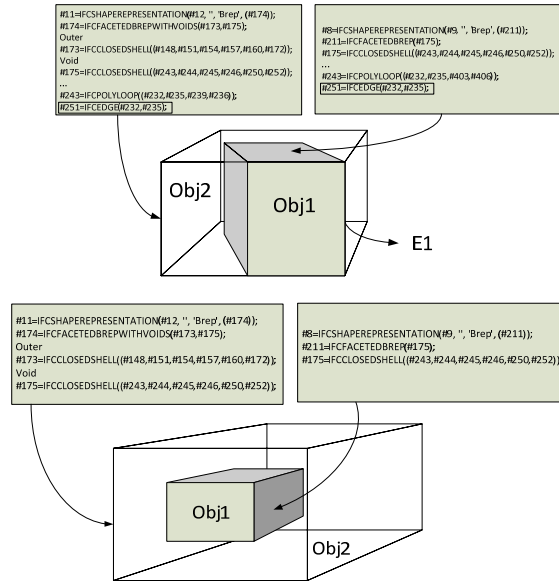 #11=IFCSHAPEREPRESENTATION(#12, '', 'Brep', (#174));
#174=IFCFACETEDBREPWITHVOIDS(#173,#175);
Outer
#173=IFCCLOSEDSHELL((#148,#151,#154,#157,#160,#172));
Void
#175=IFCCLOSEDSHELL((#243,#244,#245,#246,#250,#252));
...
#243=IFCPOLYLOOP((#232,#235,#239,#236));
#251=IFCEDGE(#232,#235);
#8=IFCSHAPEREPRESENTATION(#9, '', 'Brep', (#211));
#211=IFCFACETEDBREP(#175);
#175=IFCCLOSEDSHELL((#243,#244,#245,#246,#250,#252));
...
#243=IFCPOLYLOOP((#232,#235,#403,#406));
#251=IFCEDGE(#232,#235);
Obj2
Obj1
E1
#11=IFCSHAPEREPRESENTATION(#12, '', 'Brep', (#174));
#174=IFCFACETEDBREPWITHVOIDS(#173,#175);
Outer
#173=IFCCLOSEDSHELL((#148,#151,#154,#157,#160,#172));
Void
#175=IFCCLOSEDSHELL((#243,#244,#245,#246,#250,#252));
#8=IFCSHAPEREPRESENTATION(#9, '', 'Brep', (#211));
#211=IFCFACETEDBREP(#175);
#175=IFCCLOSEDSHELL((#243,#244,#245,#246,#250,#252))
Obj1
Obj2